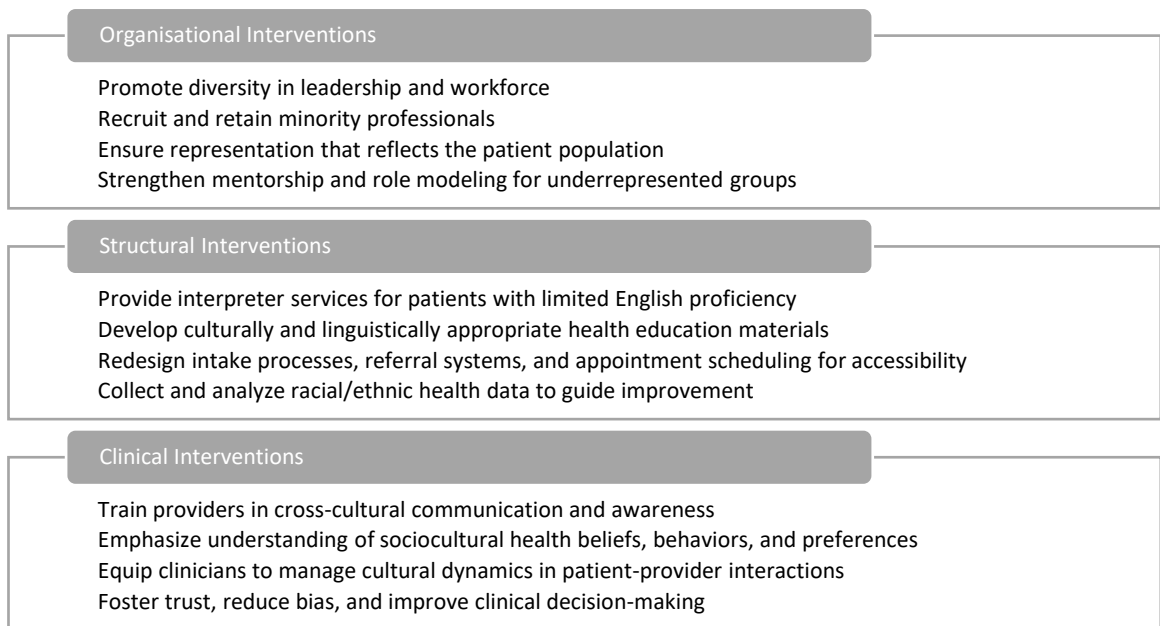 Organisational Interventions
Promote diversity in leadership and workforce
Recruit and retain minority professionals
Ensure representation that reflects the patient population
Strengthen mentorship and role modeling for underrepresented groups
Structural Interventions
Provide interpreter services for patients with limited English proficiency
Develop culturally and linguistically appropriate health education materials
Redesign intake processes, referral systems, and appointment scheduling for accessibility
Collect and analyze racial/ethnic health data to guide improvement
Clinical Interventions
Train providers in cross-cultural communication and awareness
Emphasize understanding of sociocultural health beliefs, behaviors, and preferences
Equip clinicians to manage cultural dynamics in patient-provider interactions
Foster trust, reduce bias, and improve clinical decision-making